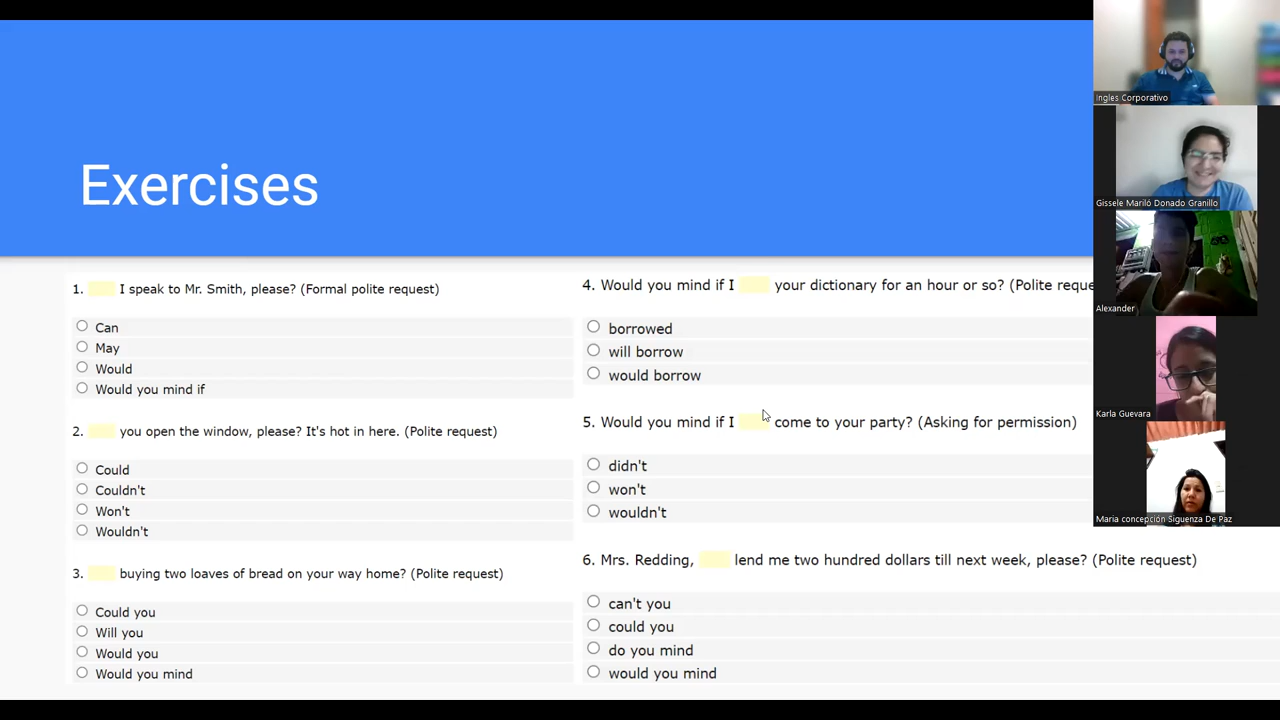 Exercises
1. I speak to Mr. Smith, please? (Formal polite request)
Can
May
Would
Would you mind if
2. you open the window, please? It's hot in here. (Polite request)
Could
Couldn't
Won't
Wouldn't
3. buying two loaves of bread on your way home? (Polite request)
Could you
Will you
Would you
Would you mind
4. Would you mind if I your dictionary for an hour or so? (Polite reque
borrowed
will borrow
would borrow
5. Would you mind if I come to your party? (Asking for permission)
didn't
won't
wouldn't
6. Mrs. Redding, lend me two hundred dollars till next week, please? (Polite request)
can't you
could you
do you mind
would you mind
Ingles Corporativo
Gissele Mariló Donado Granillo
Alexander
Karla Guevara
Maria concepción Siguenza De Paz